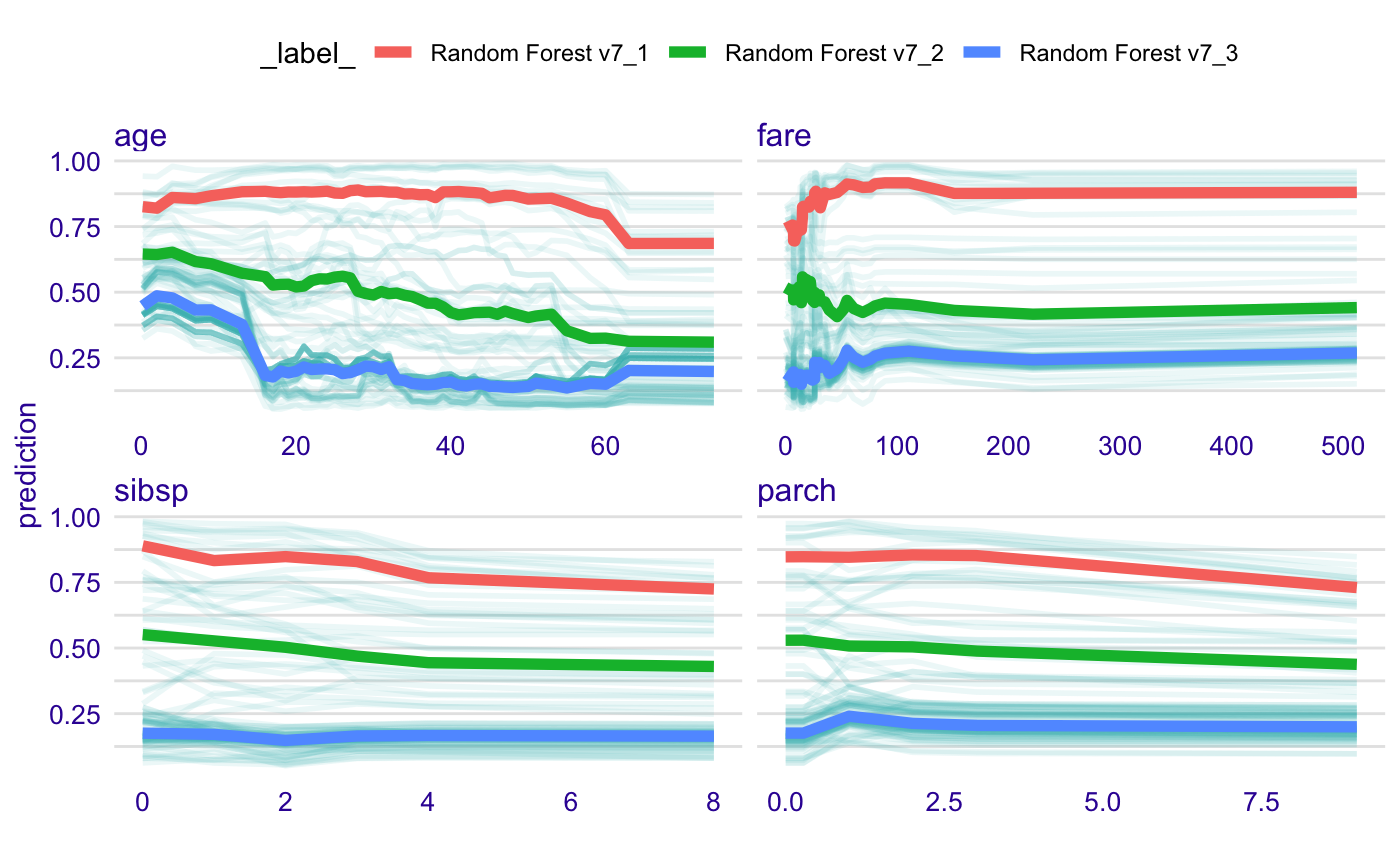 _label_ Random Forest v7_1 Random Forest v7_2 Random Forest v7_3
age
fare
1.00
0.75
0.50
0.25
0 20 40 60
0 100 200 300 400 500
prediction
sibsp
parch
1.00
0.75
0.50
0.25
0 2 4 6 8
0.0 2.5 5.0 7.5